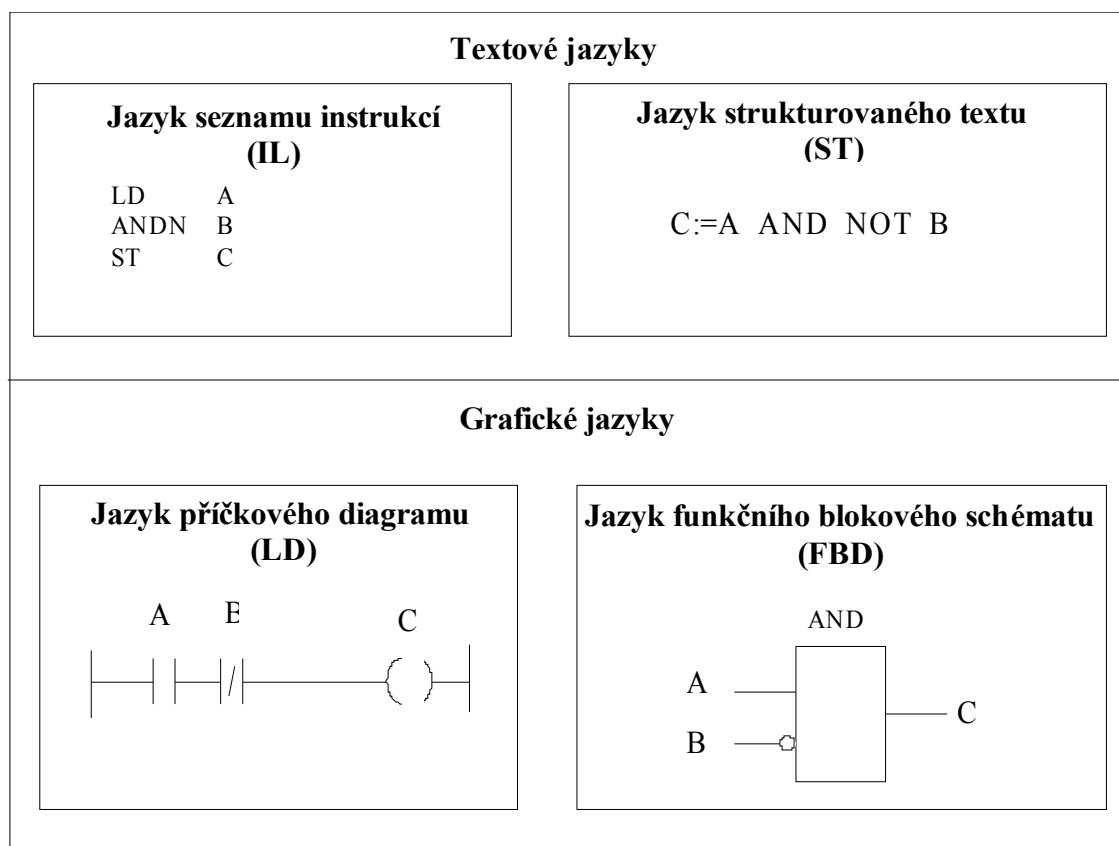 Textové jazyky
Jazyk seznamu instrukcí
(IL)
LD A
ANDN B
ST C
Jazyk strukturovaného textu
(ST)
C:=A AND NOT B
Grafické jazyky
Jazyk příčkového diagramu
(LD)
A B C
Jazyk funkčního blokového schématu
(FBD)
AND
A
B
C